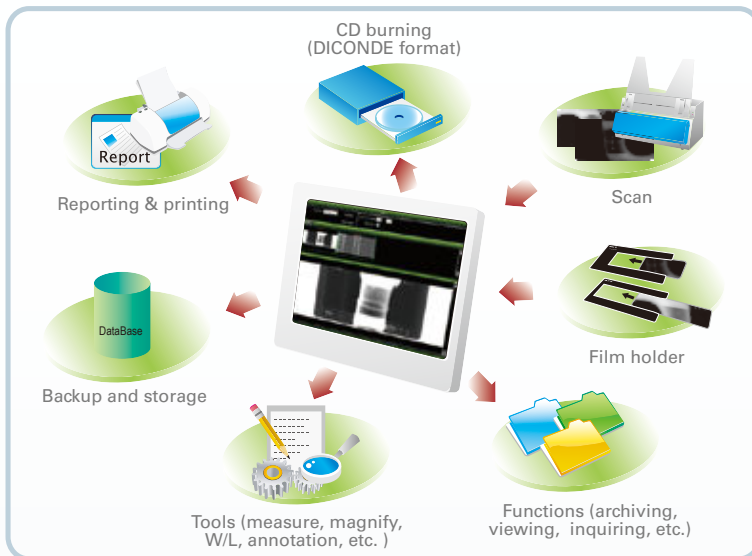 CD burning
(DICONDE format)
Report
Reporting & printing
Scan
DataBase
Film holder
Backup and storage
Tools (measure, magnify,
W/L, annotation, etc. )
Functions (archiving,
viewing, inquiring, etc.)